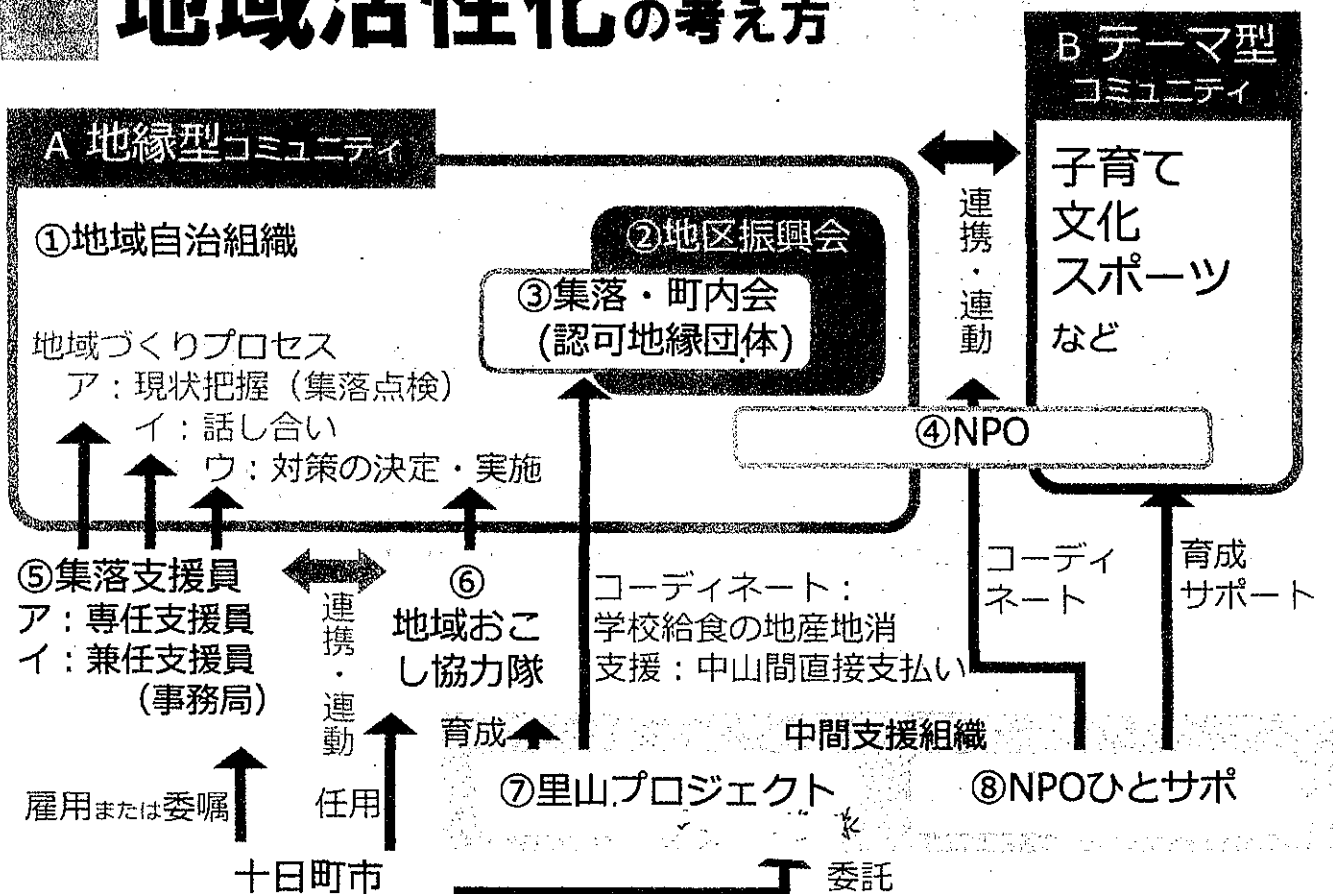 地域活性化の考え方
A 地縁型コミュニティ
①地域自治組織
②地区振興会
③集落・町内会
(認可地縁団体)
地域づくりプロセス
ア：現状把握（集落点検）
イ：話し合い
ウ：対策の決定・実施
連携・連動
B テーマ型
コミュニティ
子育て
文化
スポーツ
など
④NPO
⑤集落支援員
ア：専任支援員
イ：兼任支援員
(事務局)
連携・連動
⑥
地域おこ
し協力隊
コーディネート：
学校給食の地産地消
支援：中山間直接支払い
コーディ
ネート
育成
サポート
育成
中間支援組織
⑦里山プロジェクト
⑧NPOひとサポ
雇用または委嘱
任用
十日町市
委託